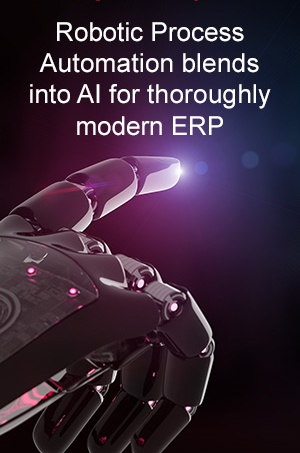 Robotic Process
Automation blends
into AI for thoroughly
modern ERP